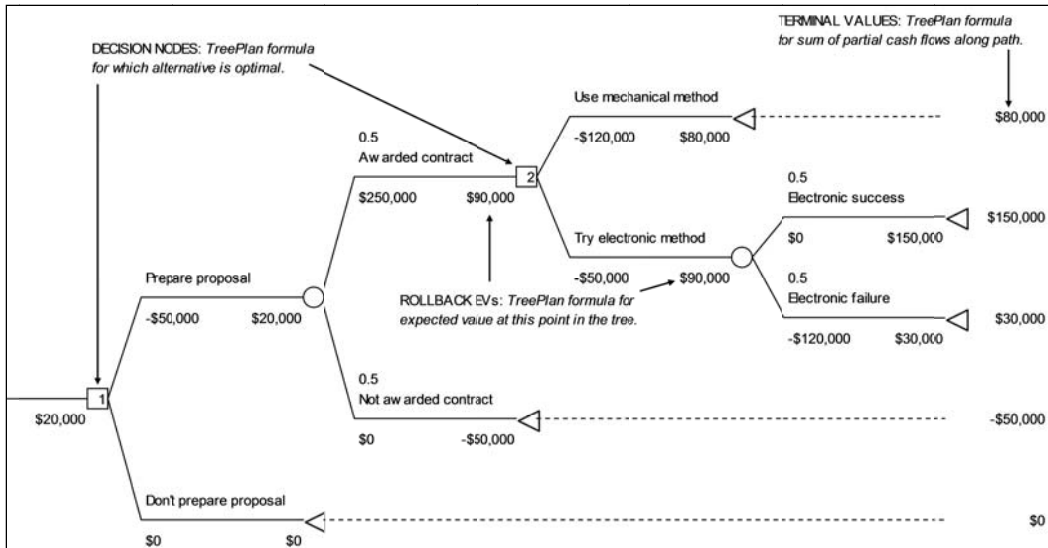 DECISION NODES: TreePlan formula
for which alternative is optimal.
TERMINAL VALUES: TreePlan formula
for sum of partial cash flows along path.
Use mechanical method
-$120,000 $80,000
$80,000
0.5
Awarded contract
$250,000 $90,000
2
0.5
Electronic success
$0 $150,000
$150,000
Try electronic method
-$50,000 $90,000
0.5
Electronic failure
-$120,000 $30,000
$30,000
ROLLBACK EVs: TreePlan formula for
expected value at this point in the tree.
Prepare proposal
-$50,000 $20,000
0.5
Not awarded contract
$0 -$50,000
-$50,000
1
$20,000
Don't prepare proposal
$0 $0
$0